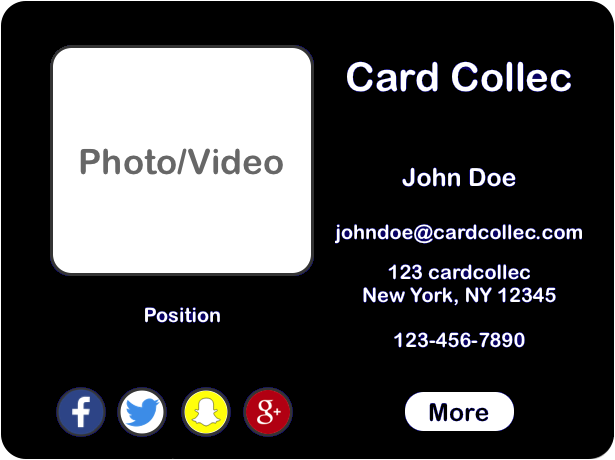 Card Collec
Photo/Video
John Doe
johndoe@cardcollec.com
123 cardcollec
New York, NY 12345
Position
123-456-7890
f
g+
More